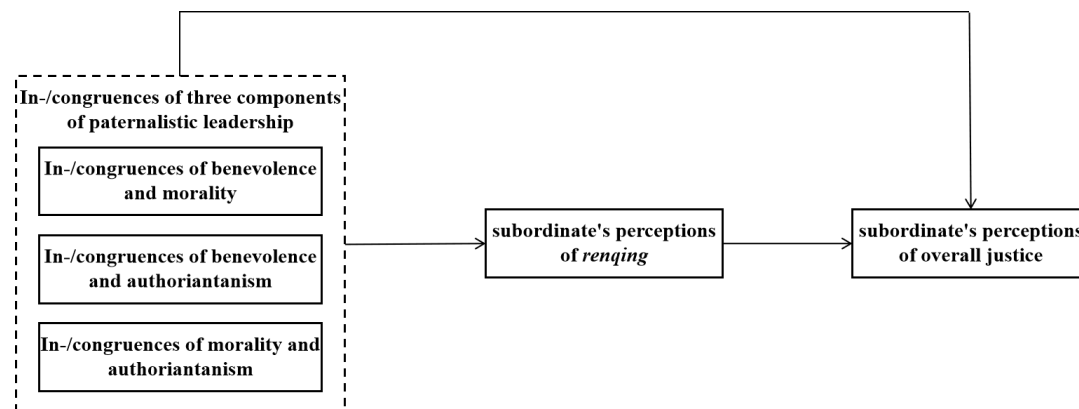 In-/congruences of three components
of paternalistic leadership
In-/congruences of benevolence
and morality
In-/congruences of benevolence
and authoriantanism
In-/congruences of morality and
authoriantanism
subordinate's perceptions
of renqing
subordinate's perceptions
of overall justice